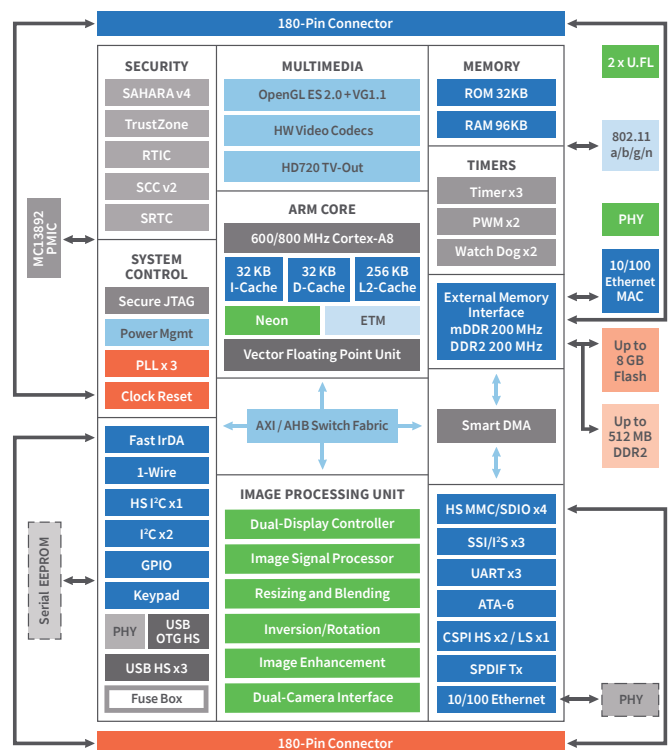 180-Pin Connector
SECURITY
SAHARA v4
TrustZone
RTIC
SCC v2
SRTC
SYSTEM
CONTROL
Secure JTAG
Power Mgmt
PLL x 3
Clock Reset
Fast IrDA
1-Wire
HS I²C x1
I²C x2
GPIO
Keypad
PHY
USB
OTG HS
USB HS x3
Fuse Box
MULTIMEDIA
OpenGL ES 2.0 +VG1.1
HW Video Codecs
HD720 TV-Out
ARM CORE
600/800 MHz Cortex-A8
32 KB
I-Cache
32 KB
D-Cache
256 KB
L2-Cache
Neon
ETM
Vector Floating Point Unit
AXI / AHB Switch Fabric
IMAGE PROCESSING UNIT
Dual-Display Controller
Image Signal Processor
Resizing and Blending
Inversion/Rotation
Image Enhancement
Dual-Camera Interface
MEMORY
ROM 32KB
RAM 96KB
TIMERS
Timer x3
PWM x2
Watch Dog x2
External Memory
Interface
mDDR 200 MHz
DDR2 200 MHz
Smart DMA
HS MMC/SDIO x4
SSI/I²S x3
UART x3
ATA-6
CSPI HS x2 / LS x1
SPDIF Tx
10/100 Ethernet
MC13892
PMIC
Serial EEPROM
2 x U.FL
802.11
a/b/g/n
PHY
10/100
Ethernet
MAC
Up to
8 GB
Flash
Up to
512 MB
DDR2
PHY
180-Pin Connector